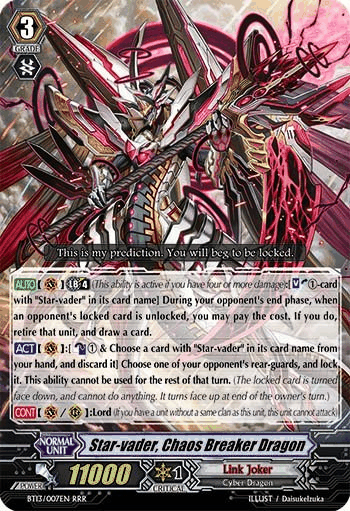 3
GRADE
This is my prediction. You will beg to be locked.
AUTO [ ] LB 4 (This ability is active if you have four or more damage):[ ①-card
with "Star-vader" in its card name] During your opponent's end phase, when
an opponent's locked card is unlocked, you may pay the cost. If you do,
retire that unit, and draw a card.
ACT [ ]:[ ① & Choose a card with "Star-vader" in its card name from
your hand, and discard it] Choose one of your opponent's rear-guards, and lock
it. This ability cannot be used for the rest of that turn. (The locked card is turned
face down, and cannot do anything. It turns face up at the end of the owner's turn.)
CONT [ / ]:Lord (If you have a unit without a same clan as this unit, this unit cannot attack)
NORMAL
UNIT
Star-vader, Chaos Breaker Dragon
POWER
11000
1
CRITICAL
Link Joker
Cyber Dragon
BT13/007EN RRR
ILLUST / DaisukeIzuka